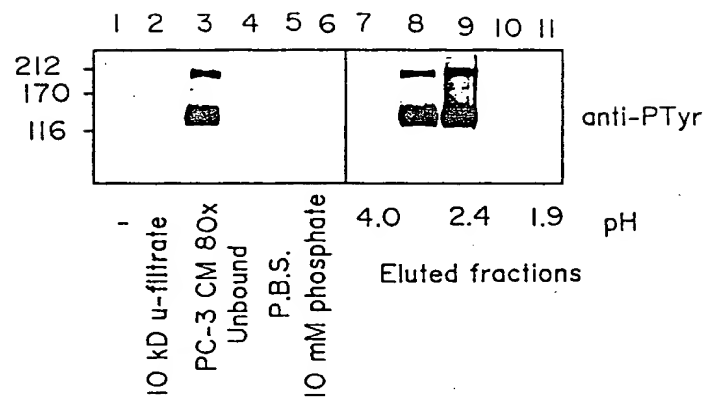 1 2 3 4 5 6 7 8 9 10 11
212
170
116
anti-PTyr
-
10 kD u-filtrate
PC-3 CM 80x
Unbound
P.B.S.
10 mM phosphate
4.0 2.4 1.9 pH
Eluted fractions